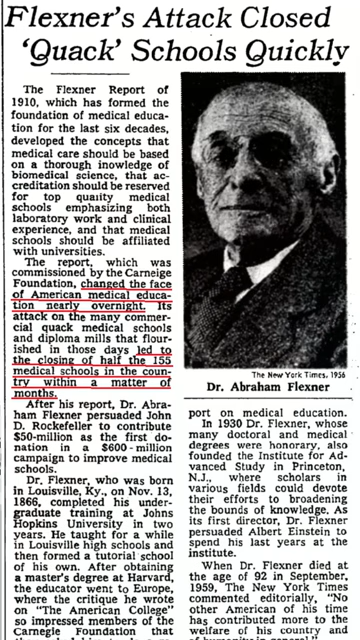 Flexner's Attack Closed
'Quack' Schools Quickly
The Flexner Report of
1910, which has formed the
foundation of medical educa-
tion for the last six decades,
developed the concepts that
medical care should be based
on a thorough inowledge of
biomedical science, that ac-
creditation should be reserved
for top quaiity medical
schools emphasizing both
laboratory work and clinical
experience, and that medical
schools should be affiliated
with universities.
The report, which was
commissioned by the Carneige
Foundation, changed the face
of American medical educa-
tion nearly overnight. Its
attack on the many commer-
cial quack medical schools
and diploma mills that flour-
ished in those days led to
the closing of half the 155
medical schools in the coun-
try within a matter of
months.
After his report, Dr. Abra-
ham Flexner persuaded John
D. Rockefeller to contribute
$50-million as the first do-
nation in a $600-million
campaign to improve medical
schools.
Dr. Flexner, who was born
in Louisville, Ky., on Nov. 13,
1866, completed his under-
graduate training at Johns
Hopkins University in two
years. He taught for a while
in Louisville high schools and
then formed a tutorial school
of his own. After obtaining
a master's degree at Harvard,
the educator went to Europe,
where the critique he wrote
on "The American College"
so impressed members of the
Carnegie Foundation that
The New York Times, 1956
Dr. Abraham Flexner
port on medical education.
In 1930 Dr. Flexner, whose
many doctoral and medical
degrees were honorary, also
founded the Institute for Ad-
vanced Study in Princeton,
N.J., where scholars in
various fields could devote
their efforts to broadening
the bounds of knowledge. As
its first director, Dr. Flexner
persuaded Albert Einstein to
spend his last years at the
institute.
When Dr. Flexner died at
the age of 92 in September,
1959, The New York Times
commented editorially, "No
other American of his time
has contributed more to the
welfare of his country and